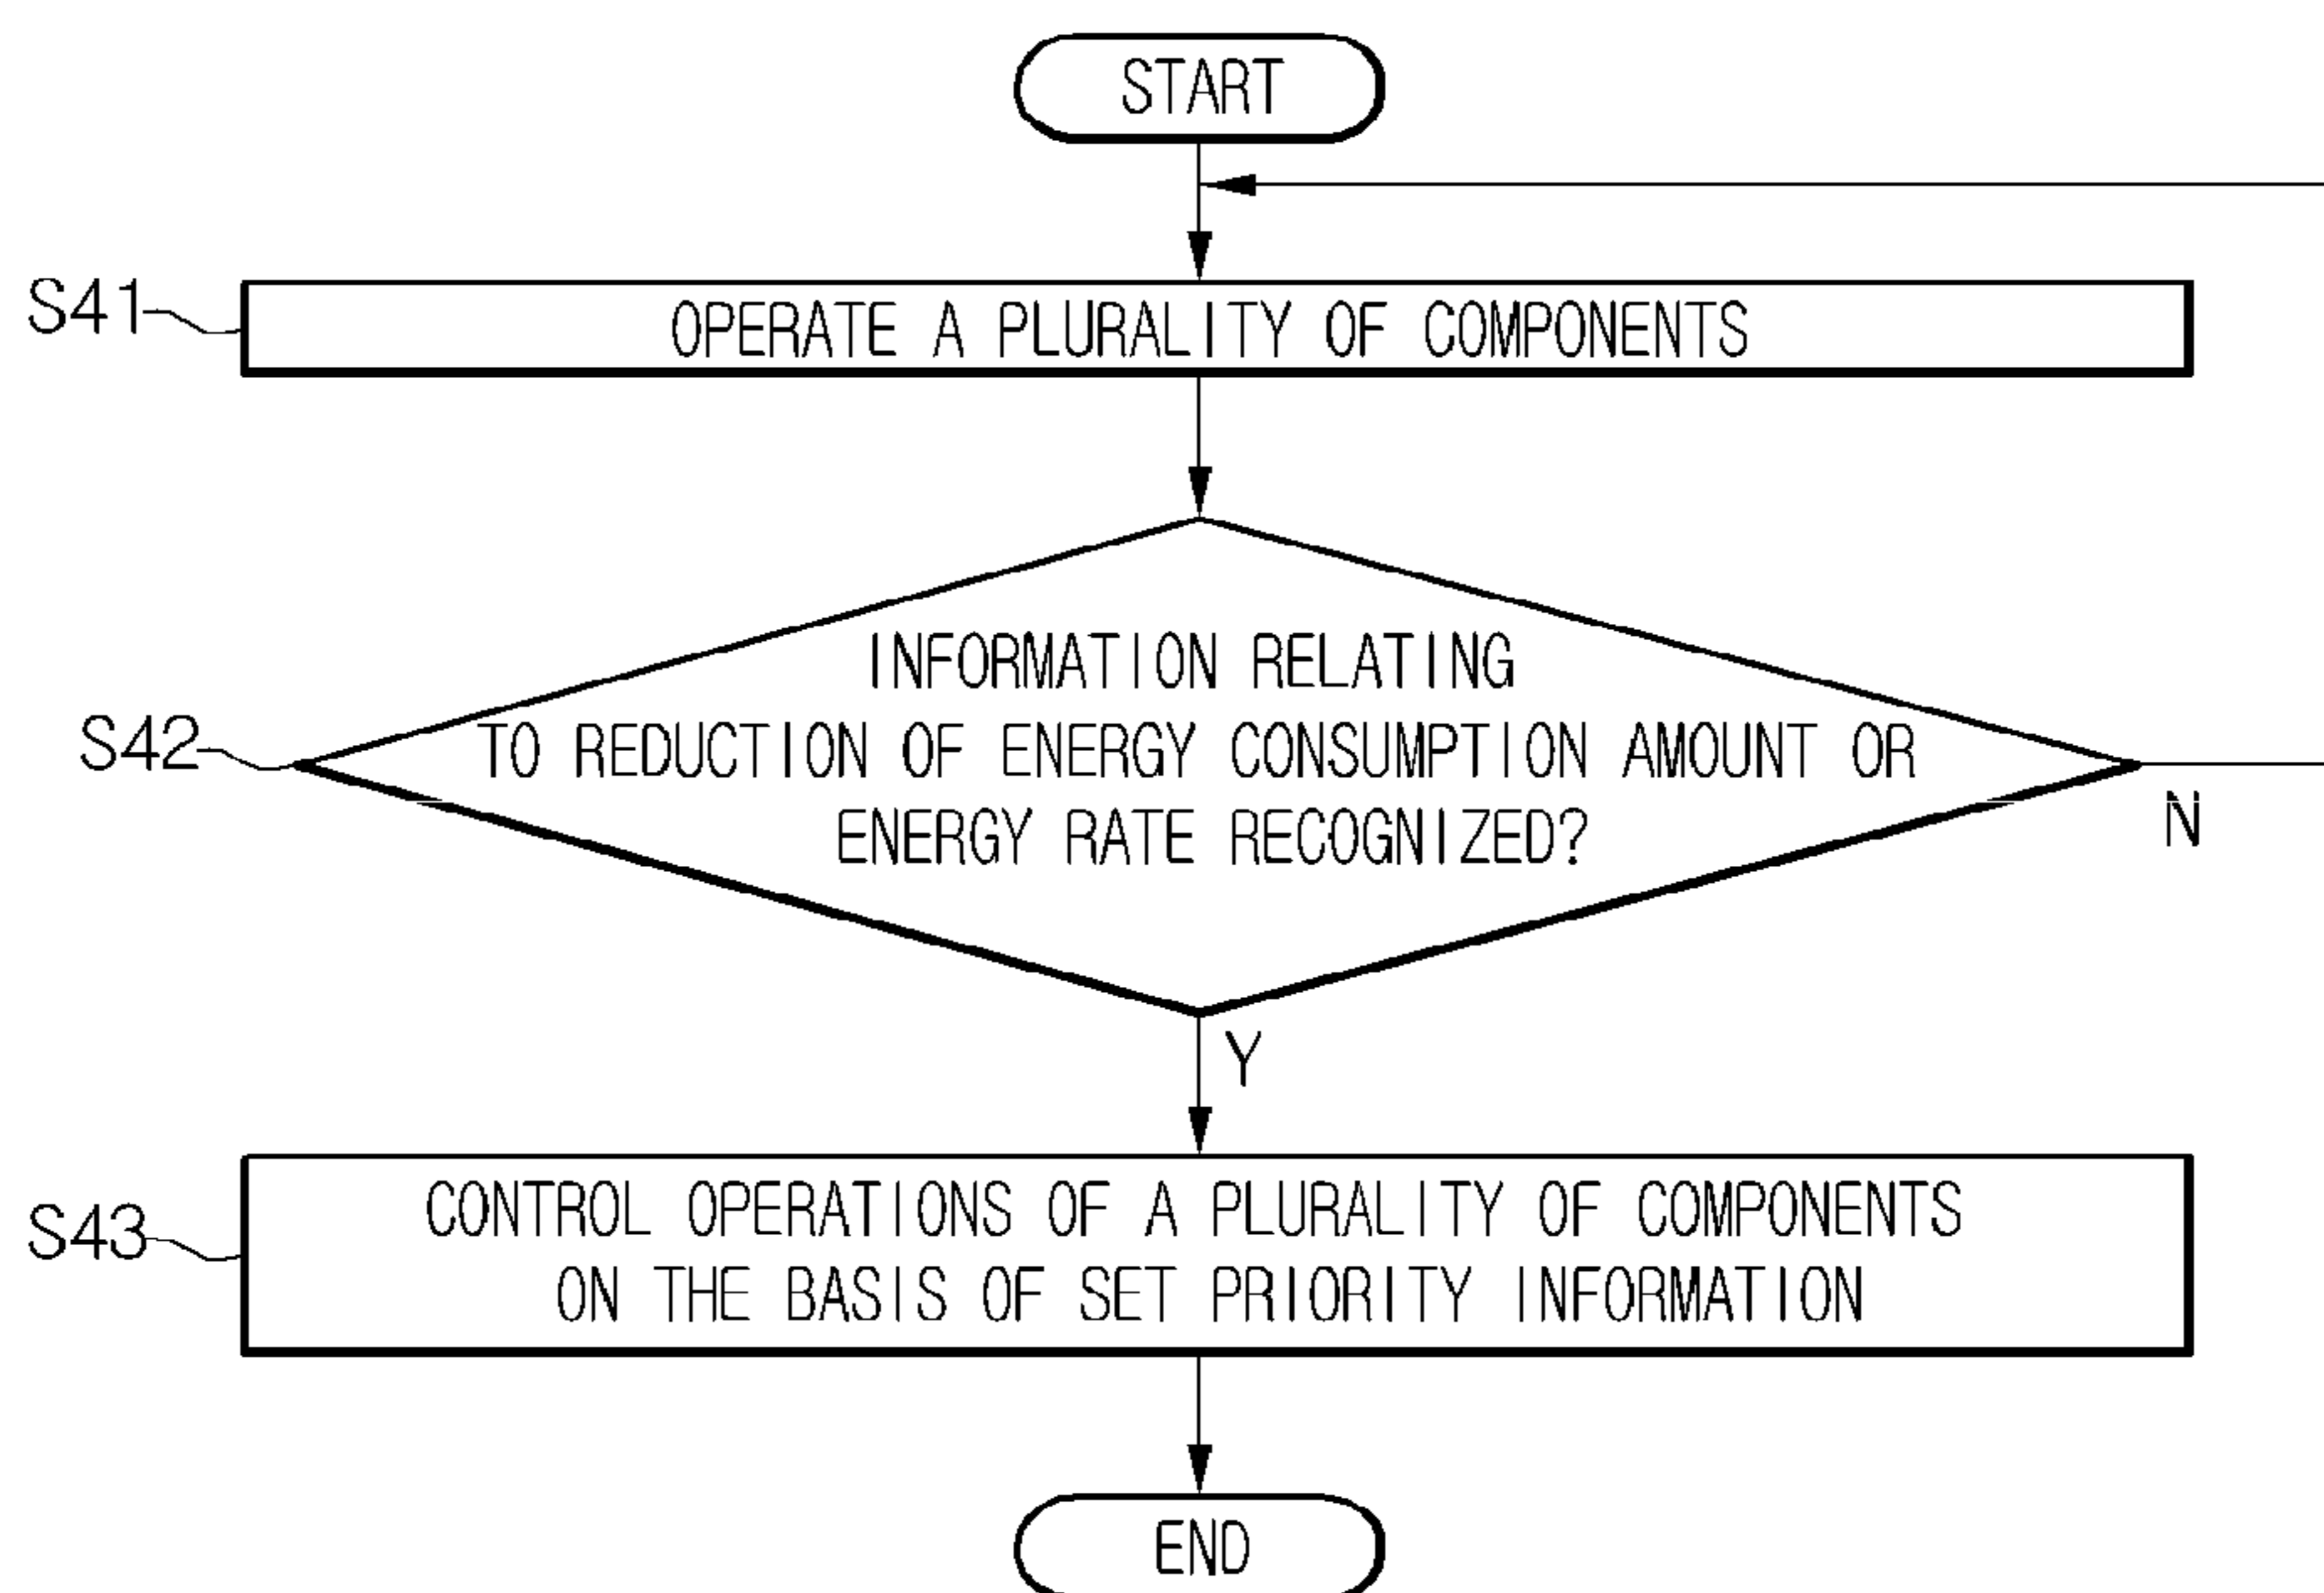 START
S41
OPERATE A PLURALITY OF COMPONENTS
INFORMATION RELATING
S42
TO REDUCTION OF ENERGY CONSUMPTION AMOUNT OR
ENERGY RATE RECOGNIZED?
N
Y
S43
CONTROL OPERATIONS OF A PLURALITY OF COMPONENTS
ON THE BASIS OF SET PRIORITY INFORMATION
END